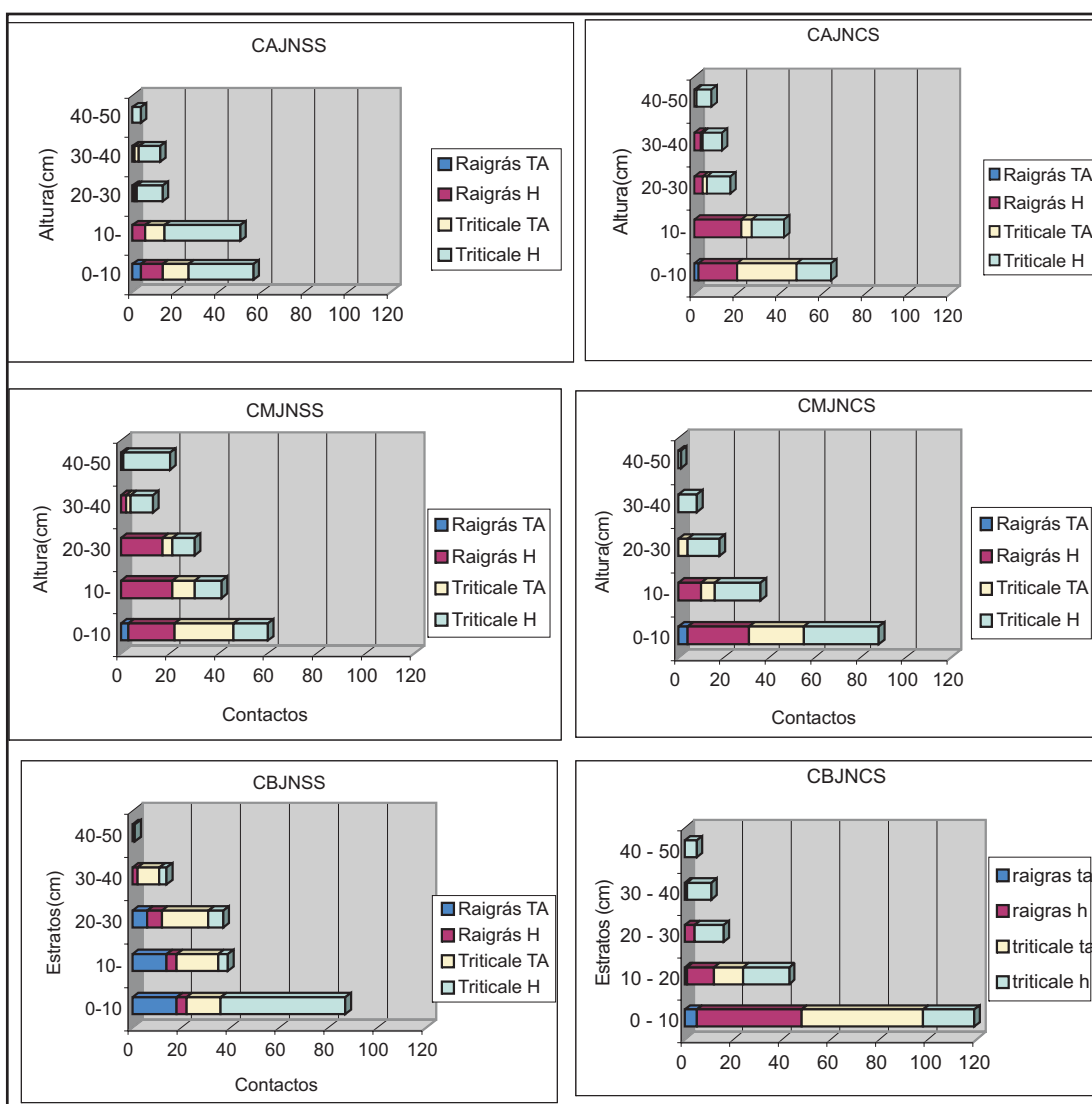 CAJNSS
Altura(cm)
40-50
30-40
20-30
10-
0-10
0 20 40 60 80 100 120
Raigrás TA
Raigrás H
Triticale TA
Triticale H
CAJNCS
Altura(cm)
40-50
30-40
20-30
10-
0-10
0 20 40 60 80 100 120
Raigrás TA
Raigrás H
Triticale TA
Triticale H
CMJNSS
Altura(cm)
40-50
30-40
20-30
10-
0-10
0 20 40 60 80 100 120
Contactos
Raigrás TA
Raigrás H
Triticale TA
Triticale H
CMJNCS
Altura(cm)
40-50
30-40
20-30
10-
0-10
0 20 40 60 80 100 120
Contactos
Raigrás TA
Raigrás H
Triticale TA
Triticale H
CBJNSS
Estratos(cm)
40-50
30-40
20-30
10-
0-10
0 20 40 60 80 100 120
Contactos
Raigrás TA
Raigrás H
Triticale TA
Triticale H
CBJNCS
Estratos (cm)
40 - 50
30 - 40
20 - 30
10 - 20
0 - 10
0 20 40 60 80 100 120
raigras ta
raigras h
triticale ta
triticale h